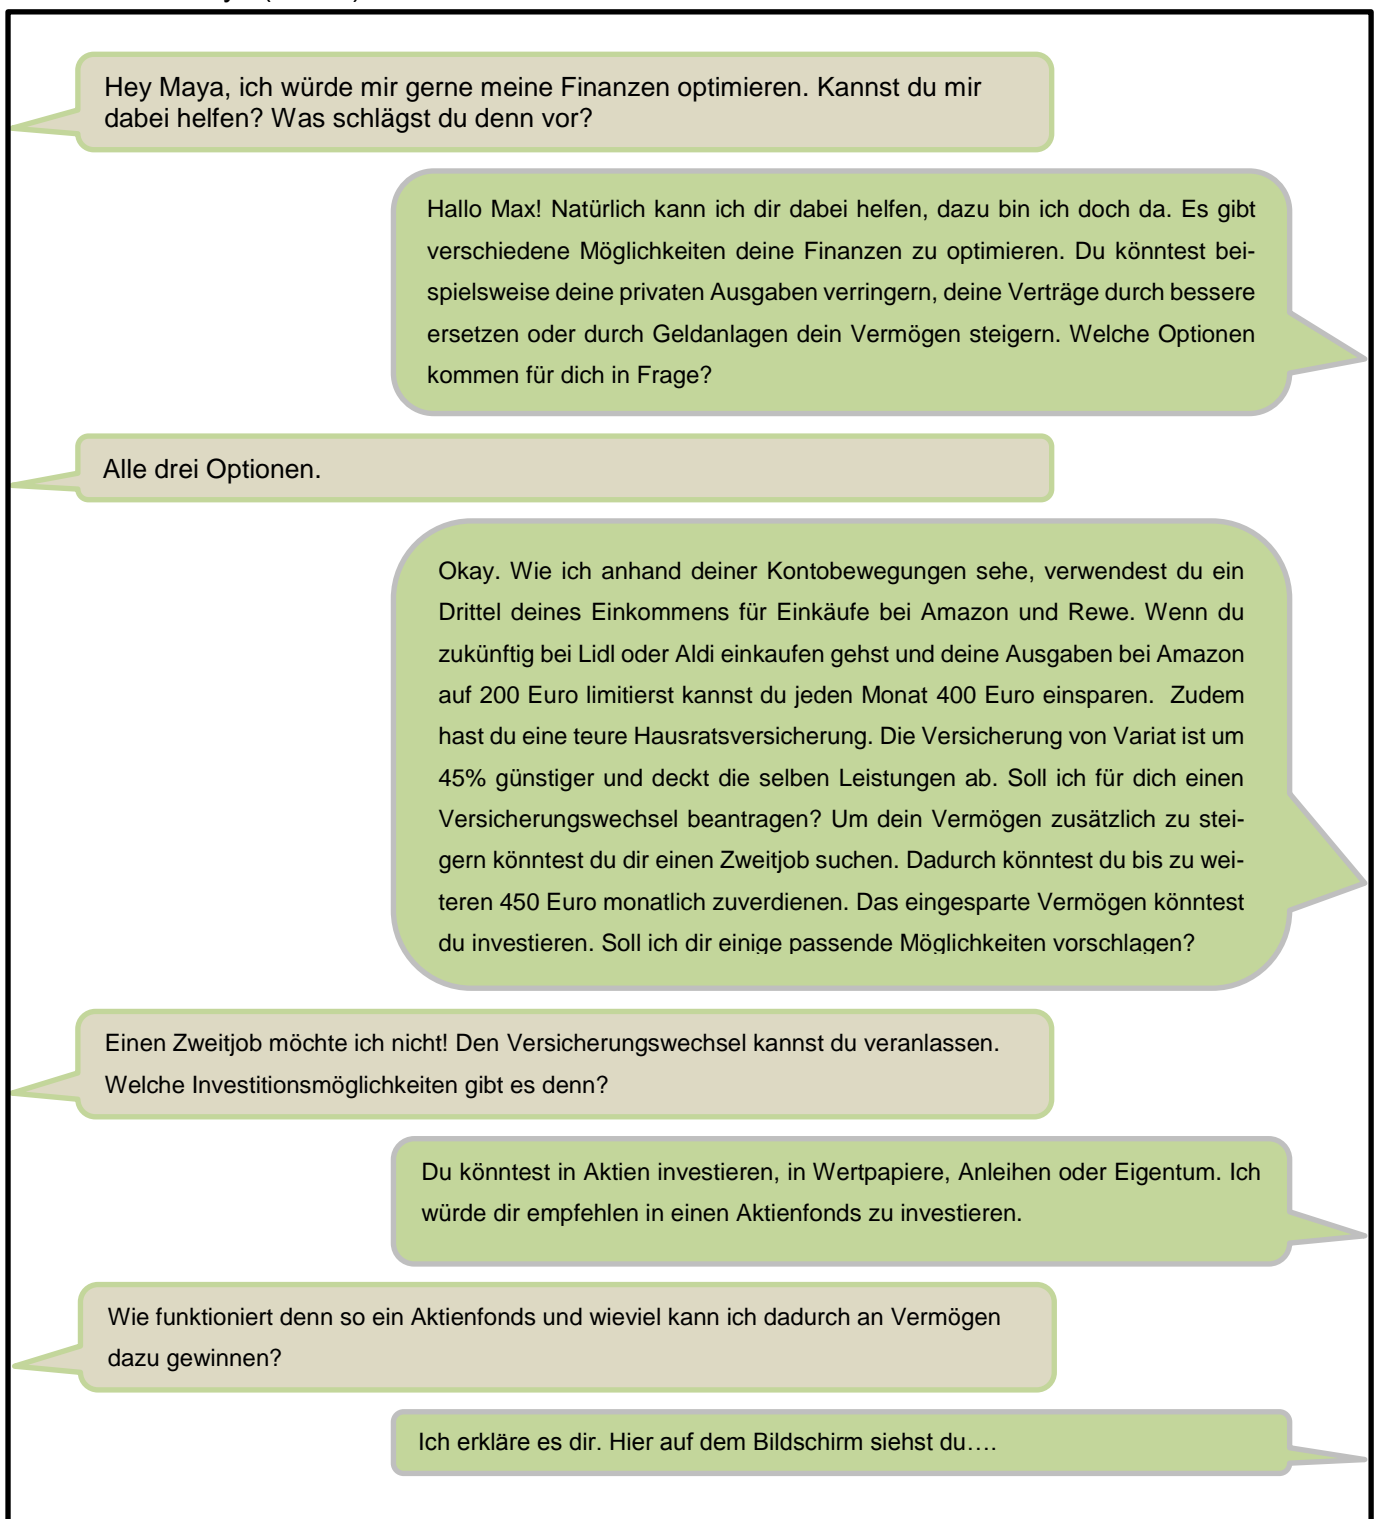 Hey Maya, ich würde mir gerne meine Finanzen optimieren. Kannst du mir
dabei helfen? Was schlägst du denn vor?
Hallo Max! Natürlich kann ich dir dabei helfen, dazu bin ich doch da. Es gibt
verschiedene Möglichkeiten deine Finanzen zu optimieren. Du könntest bei-
spielsweise deine privaten Ausgaben verringern, deine Verträge durch bessere
ersetzen oder durch Geldanlagen dein Vermögen steigern. Welche Optionen
kommen für dich in Frage?
Alle drei Optionen.
Okay. Wie ich anhand deiner Kontobewegungen sehe, verwendest du ein
Drittel deines Einkommens für Einkäufe bei Amazon und Rewe. Wenn du
zukünftig bei Lidl oder Aldi einkaufen gehst und deine Ausgaben bei Amazon
auf 200 Euro limitierst kannst du jeden Monat 400 Euro einsparen. Zudem
hast du eine teure Hausratsversicherung. Die Versicherung von Variat ist um
45% günstiger und deckt die selben Leistungen ab. Soll ich für dich einen
Versicherungswechsel beantragen? Um dein Vermögen zusätzlich zu stei-
gern könntest du dir einen Zweitjob suchen. Dadurch könntest du bis zu wei-
teren 450 Euro monatlich zuverdienen. Das eingesparte Vermögen könntest
du investieren. Soll ich dir einige passende Möglichkeiten vorschlagen?
Einen Zweitjob möchte ich nicht! Den Versicherungswechsel kannst du veranlassen.
Welche Investitionsmöglichkeiten gibt es denn?
Du könntest in Aktien investieren, in Wertpapiere, Anleihen oder Eigentum. Ich
würde dir empfehlen in einen Aktienfonds zu investieren.
Wie funktioniert denn so ein Aktienfonds und wieviel kann ich dadurch an Vermögen
dazu gewinnen?
Ich erkläre es dir. Hier auf dem Bildschirm siehst du….